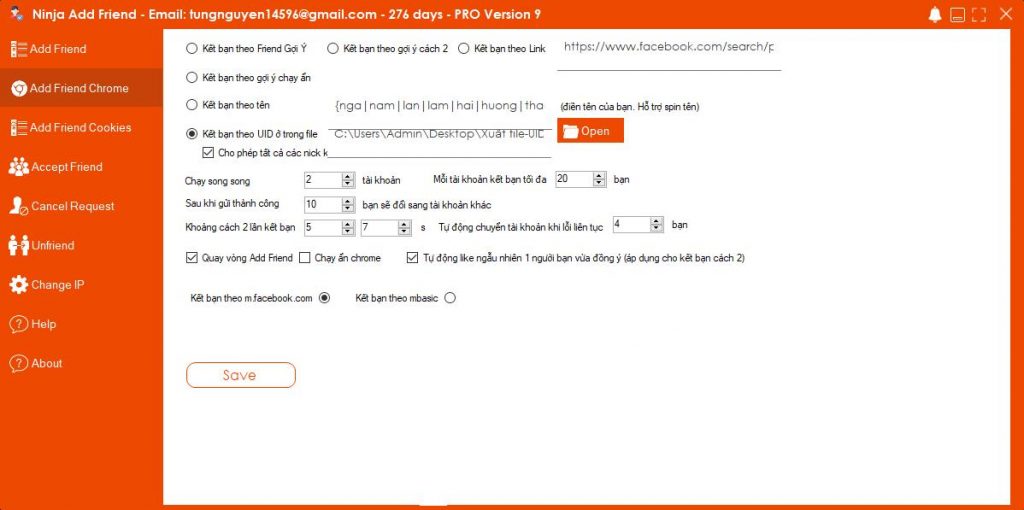 Ninja Add Friend - Email: tungnguyen14596@gmail.com - 276 days - PRO Version 9
Add Friend
Add Friend Chrome
Add Friend Cookies
Accept Friend
Cancel Request
Unfriend
Change IP
Help
About
Kết bạn theo Friend Gợi Ý Kết bạn theo gợi ý cách 2 Kết bạn theo Link https://www.facebook.com/search/p
Kết bạn theo gợi ý chạy ẩn
Kết bạn theo tên {nga|nam|lan|lam|hai|huong|tha (điền tên của bạn. Hỗ trợ spin tên)
Kết bạn theo UID ở trong file C:\Users\Admin\Desktop\Xuất file-UID Open
Cho phép tất cả các nick k
Chạy song song 2 tài khoản Mỗi tài khoản kết bạn tối đa 20 bạn
Sau khi gửi thành công 10 bạn sẽ đổi sang tài khoản khác
Khoảng cách 2 lần kết bạn 5 7 s Tự động chuyển tài khoản khi lỗi liên tục 4 bạn
Quay vòng Add Friend Chạy ẩn chrome Tự động like ngẫu nhiên 1 người bạn vừa đồng ý (áp dụng cho kết bạn cách 2)
Kết bạn theo m.facebook.com Kết bạn theo mbasic
Save